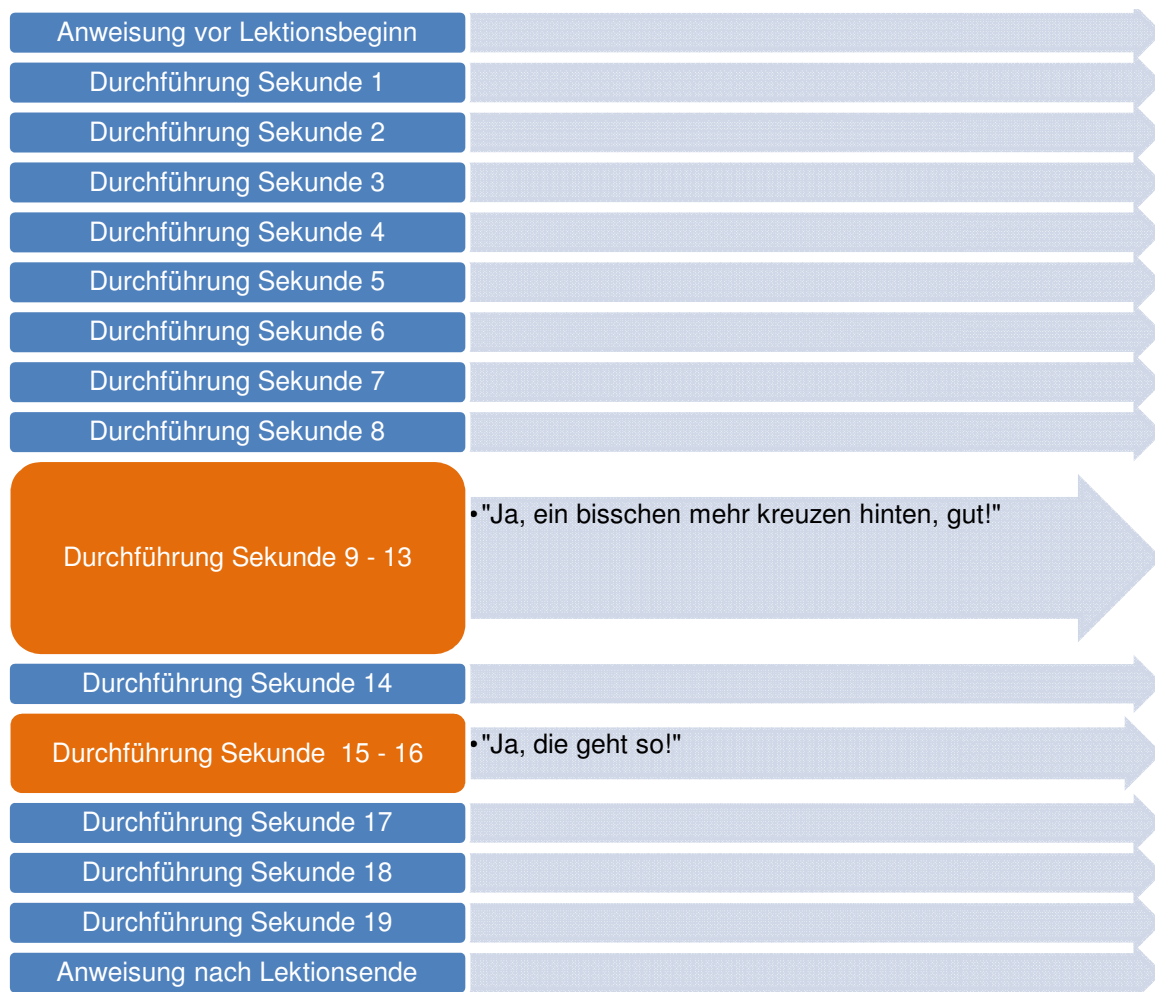 Anweisung vor Lektionsbeginn
Durchführung Sekunde 1
Durchführung Sekunde 2
Durchführung Sekunde 3
Durchführung Sekunde 4
Durchführung Sekunde 5
Durchführung Sekunde 6
Durchführung Sekunde 7
Durchführung Sekunde 8
Durchführung Sekunde 9 - 13
•"Ja, ein bisschen mehr kreuzen hinten, gut!"
Durchführung Sekunde 14
Durchführung Sekunde 15 - 16
•"Ja, die geht so!"
Durchführung Sekunde 17
Durchführung Sekunde 18
Durchführung Sekunde 19
Anweisung nach Lektionsende